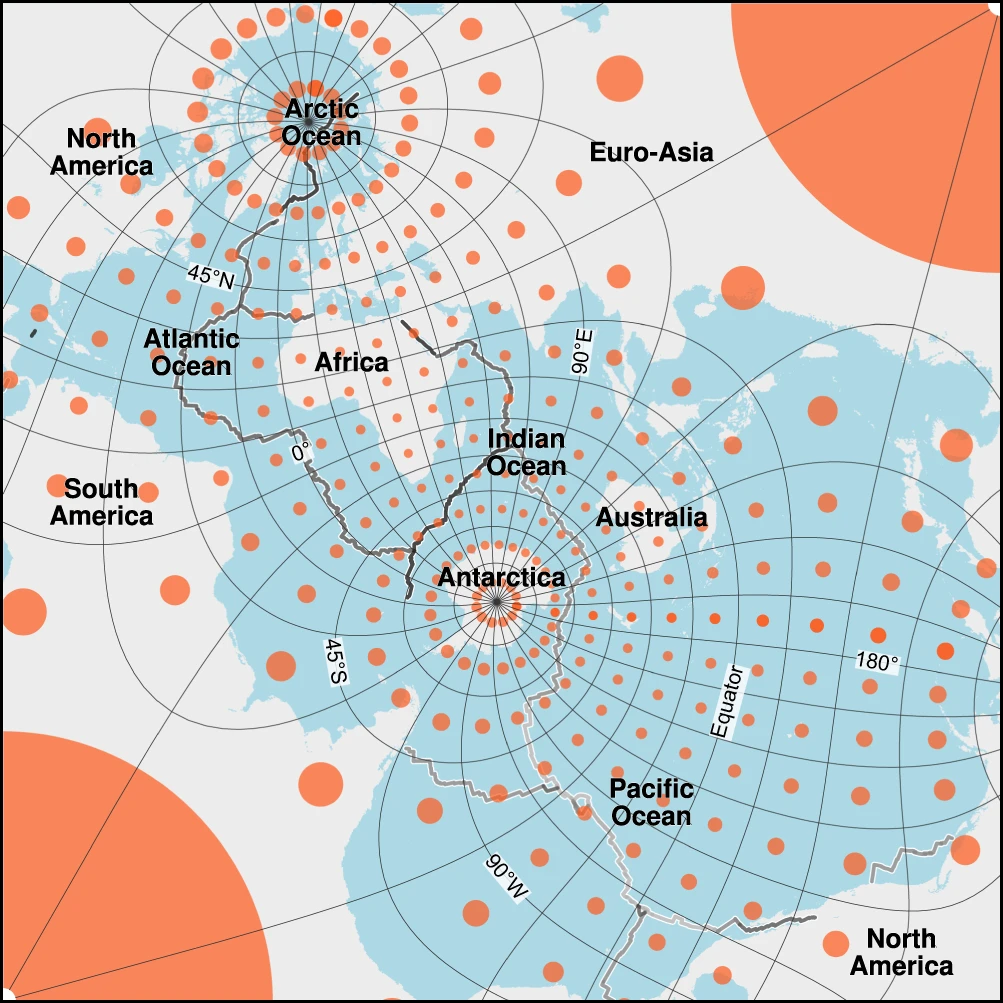 Arctic
Ocean
North
America
Euro-Asia
45°N
Atlantic
Ocean
Africa
90°E
0°
Indian
Ocean
South
America
Australia
Antarctica
45°S
180°
Equator
Pacific
Ocean
90°W
North
America